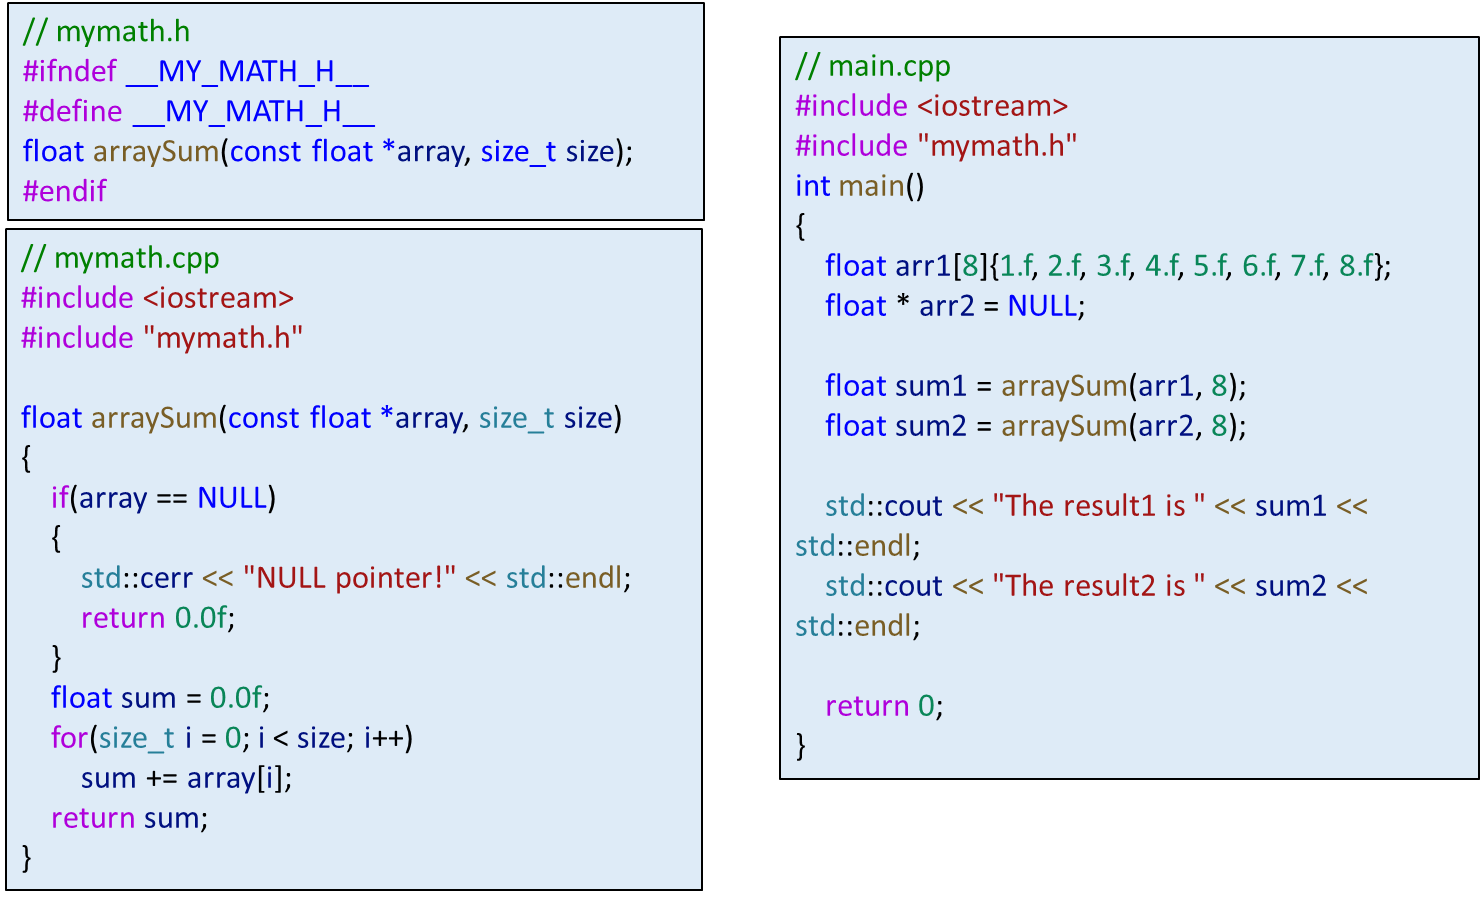 // mymath.h
#ifndef __MY_MATH_H__
#define __MY_MATH_H__
float arraySum(const float *array, size_t size);
#endif
// mymath.cpp
#include <iostream>
#include "mymath.h"
float arraySum(const float *array, size_t size)
{
if(array == NULL)
{
std::cerr << "NULL pointer!" << std::endl;
return 0.0f;
}
float sum = 0.0f;
for(size_t i = 0; i < size; i++)
sum += array[i];
return sum;
}
// main.cpp
#include <iostream>
#include "mymath.h"
int main()
{
float arr1[8]{1.f, 2.f, 3.f, 4.f, 5.f, 6.f, 7.f, 8.f};
float * arr2 = NULL;
float sum1 = arraySum(arr1, 8);
float sum2 = arraySum(arr2, 8);
std::cout << "The result1 is " << sum1 <<
std::endl;
std::cout << "The result2 is " << sum2 <<
std::endl;
return 0;
}